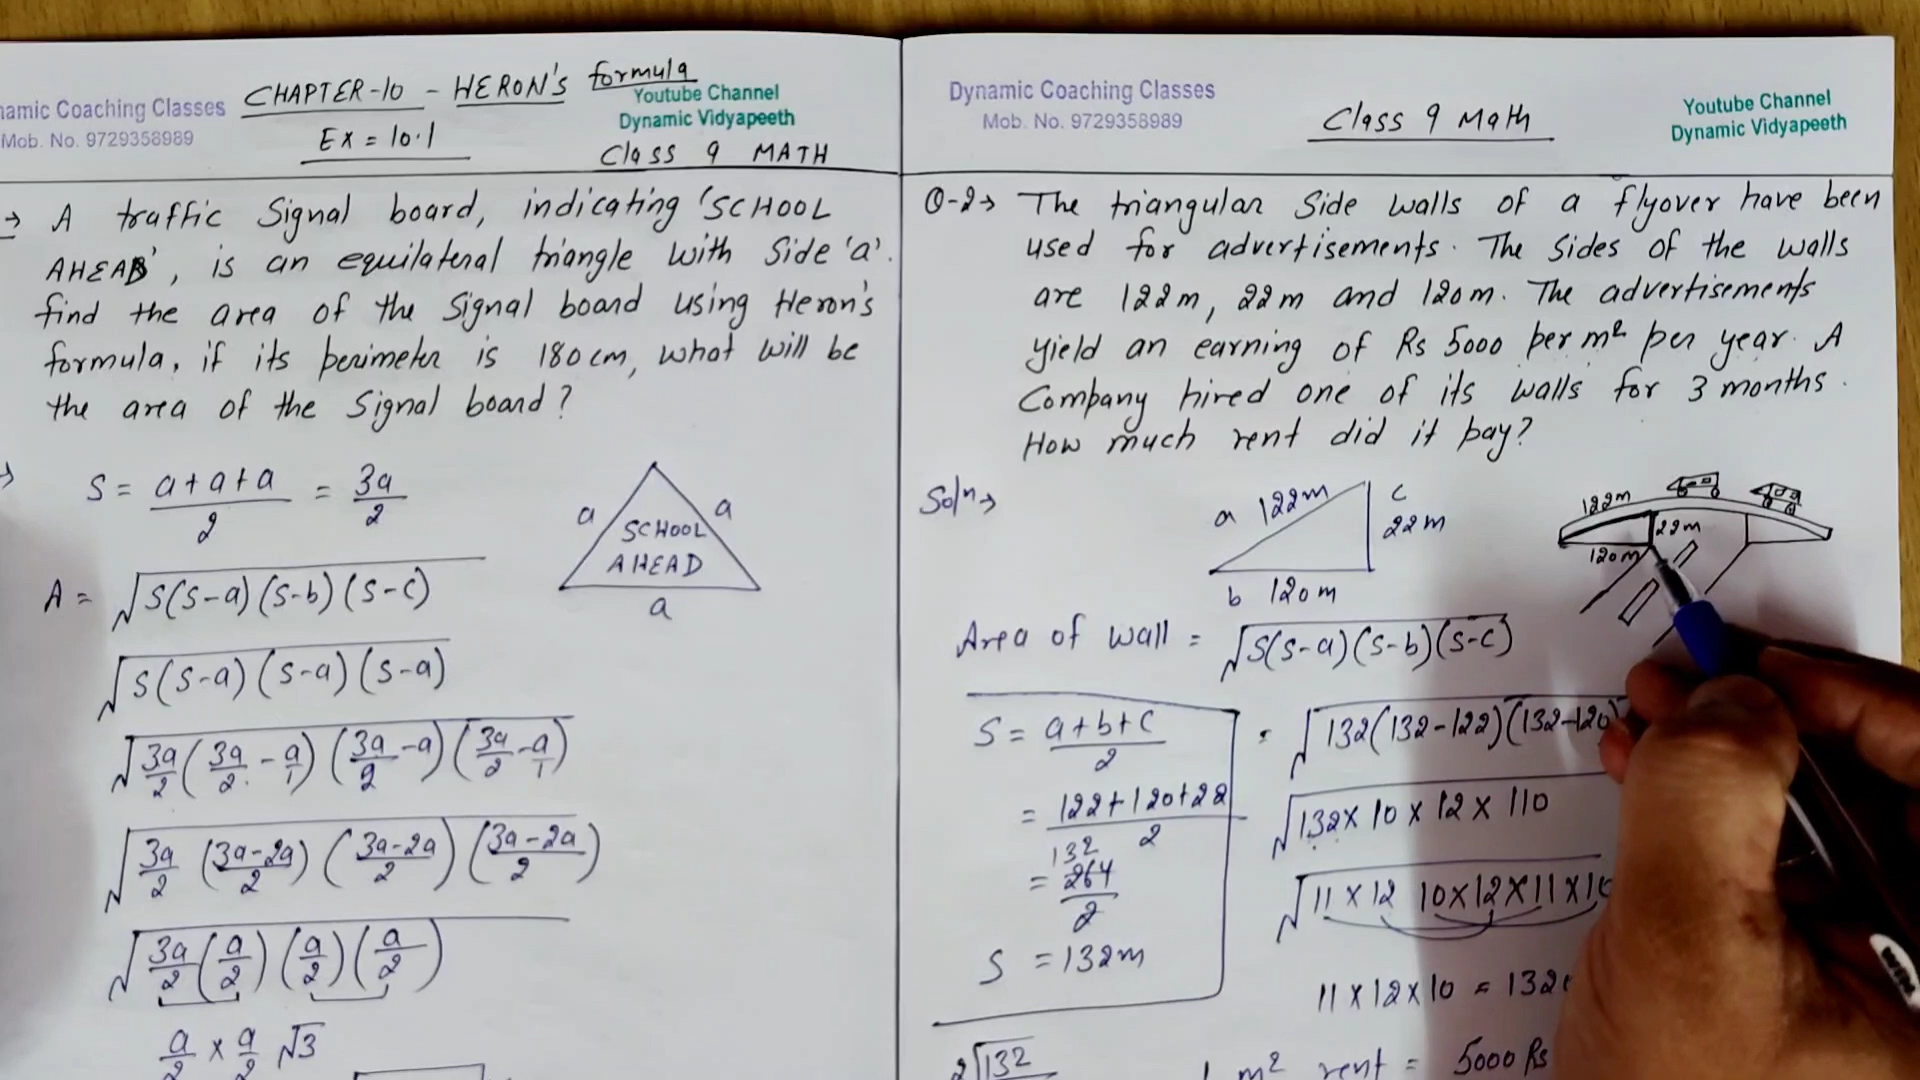 namic Coaching Classes
Mob. No. 9729358989
CHAPTER-10 - HERON'S formula
Ex = 10.1
Youtube Channel
Dynamic Vidyapeeth
Class 9 MATH
→ A traffic Signal board, indicating 'SCHOOL
AHEAD', is an equilateral triangle with Side 'a'.
find the area of the Signal board using Heron's
formula, if its perimeter is 180cm, what will be
the area of the Signal board?
S = a+a+a/2 = 3a/2
a
a
SCHOOL
AHEAD
a
A = √S(S-a)(S-b)(S-c)
√S(S-a)(S-a)(S-a)
√3a/2(3a/2 - a/1)(3a/2 - a)(3a/2 - a/1)
√3a/2 (3a-2a/2)(3a-2a/2)(3a-2a/2)
√3a/2(a/2)(a/2)(a/2)
a/2 × a/2 √3
Dynamic Coaching Classes
Mob. No. 9729358989
Class 9 Math
Youtube Channel
Dynamic Vidyapeeth
Q-2→ The triangular Side walls of a flyover have been
used for advertisements. The Sides of the walls
are 122m, 22m and 120m. The advertisements
yield an earning of Rs 5000 per m² per year. A
Company hired one of its walls for 3 months.
How much rent did it pay?
Solⁿ→
a 122m
c
22m
b 120m
122m
22m
120m
Area of wall = √S(S-a)(S-b)(S-c)
S = a+b+c/2
= 122+120+22/2
132
= 264/2
S = 132m
= √132(132-122)(132-120)
√132×10×12×110
√11×12 10×12×11×10
11×12×10 = 132
2√132
1 m² rent = 5000 Rs